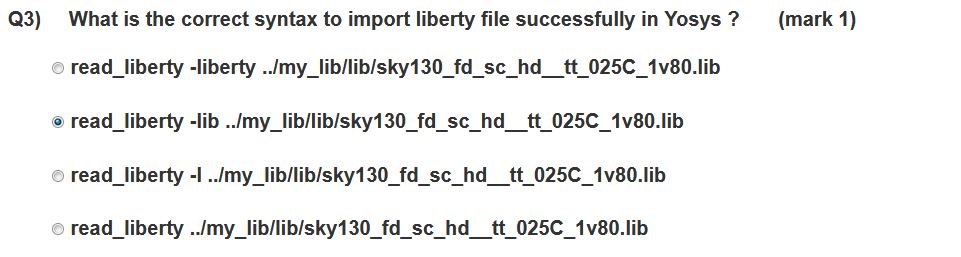 Q3) What is the correct syntax to import liberty file successfully in Yosys ? (mark 1)
read_liberty -liberty ../my_lib/lib/sky130_fd_sc_hd__tt_025C_1v80.lib
read_liberty -lib ../my_lib/lib/sky130_fd_sc_hd__tt_025C_1v80.lib
read_liberty -l ../my_lib/lib/sky130_fd_sc_hd__tt_025C_1v80.lib
read_liberty ../my_lib/lib/sky130_fd_sc_hd__tt_025C_1v80.lib